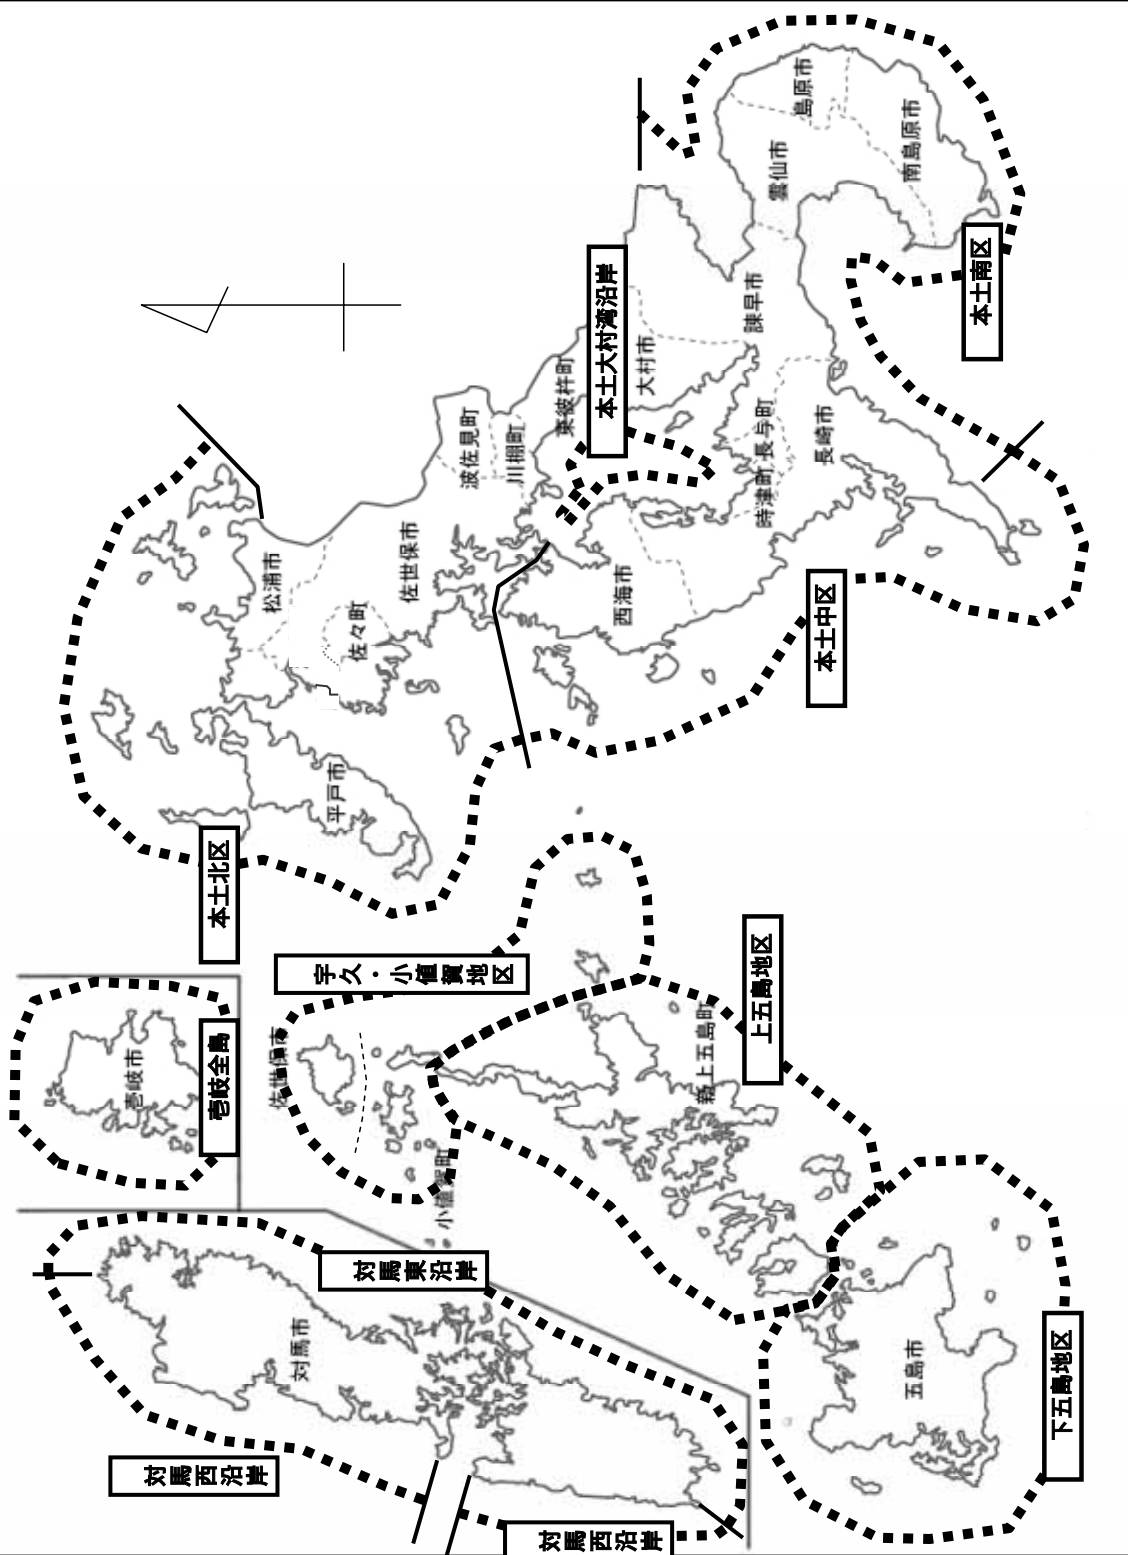 島原市
南島原市
雲仙市
本土南区
諫早市
本土大村湾沿岸
大村市
東彼杵町
川棚町
波佐見町
長与町
時津町
長崎市
佐世保市
松浦市
佐々町
西海市
本土中区
平戸市
本土北区
宇久・小値賀地区
上五島地区
新上五島町
壱岐市
壱岐全島
佐世保市
小値賀町
対馬東沿岸
対馬市
五島市
下五島地区
対馬西沿岸
対馬西沿岸